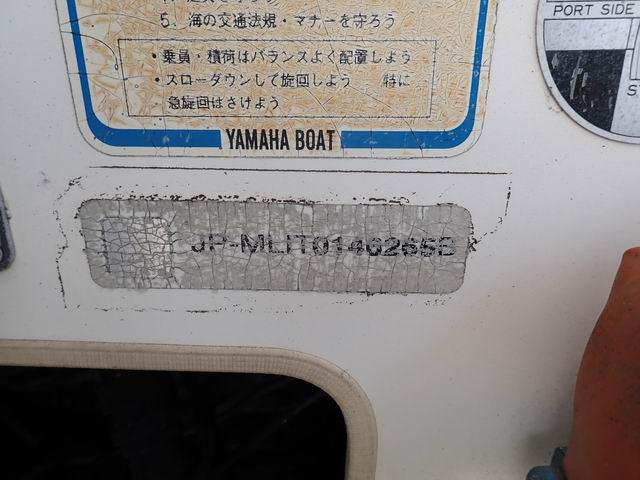 5. 海の交通法規・マナーを守ろう
・乗員・積荷はバランスよく配置しよう
・スローダウンして旋回しよう 特に
急旋回はさけよう
YAMAHA BOAT
PORT SIDE
JP-MLIT0146265B